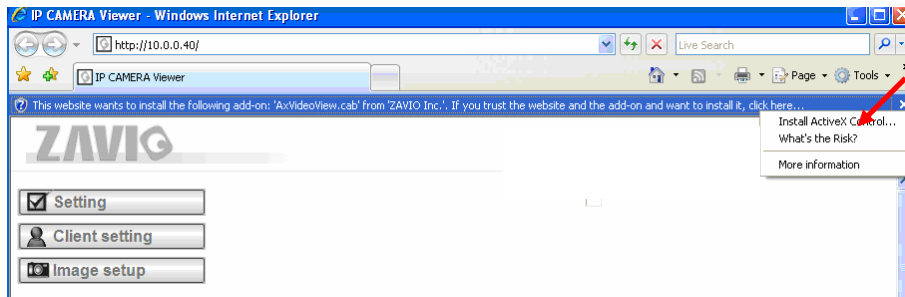 IP CAMERA Viewer - Windows Internet Explorer
http://10.0.0.40/
Live Search
IP CAMERA Viewer
Page
Tools
This website wants to install the following add-on: 'AxVideoView.cab' from 'ZAVIO Inc.'. If you trust the website and the add-on and want to install it, click here...
Install ActiveX Control...
What's the Risk?
More information
ZAVIO
Setting
Client setting
Image setup